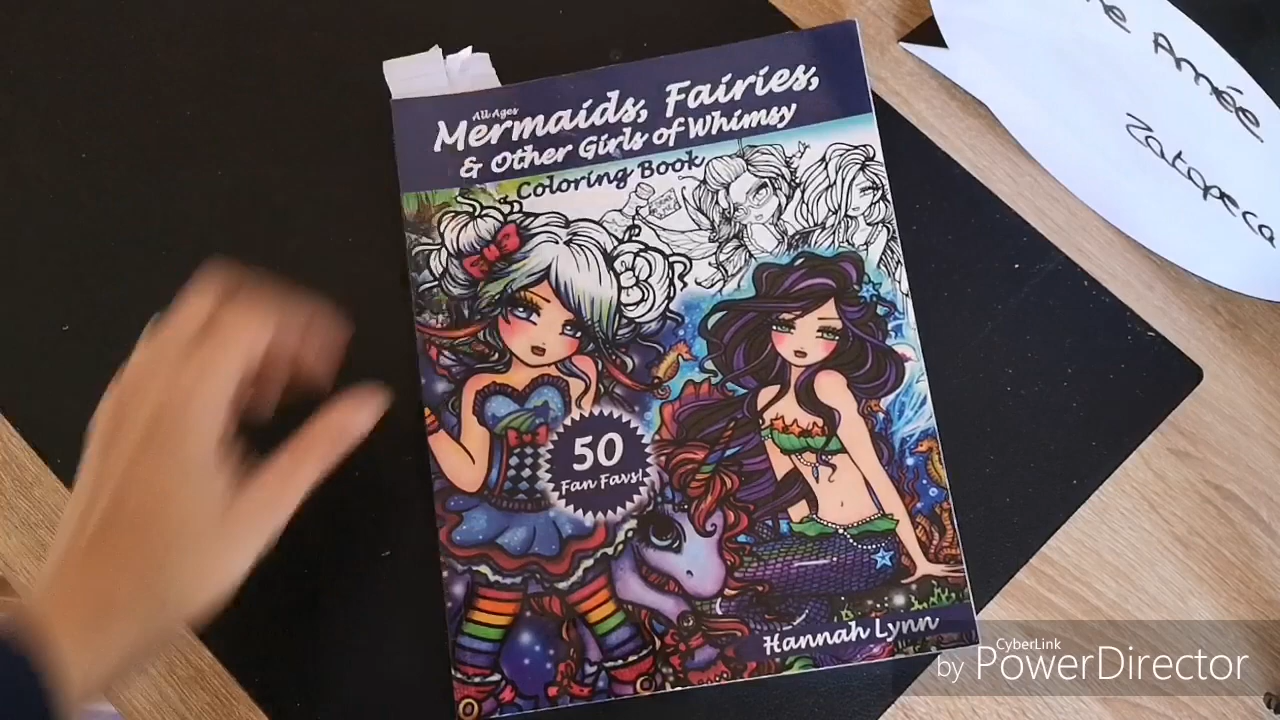 All Ages
Mermaids, Fairies,
& Other Girls of Whimsy
Coloring Book
50
Fan Favs!
Hannah Lynn
Année
Zatopeca
CyberLink
by PowerDirector